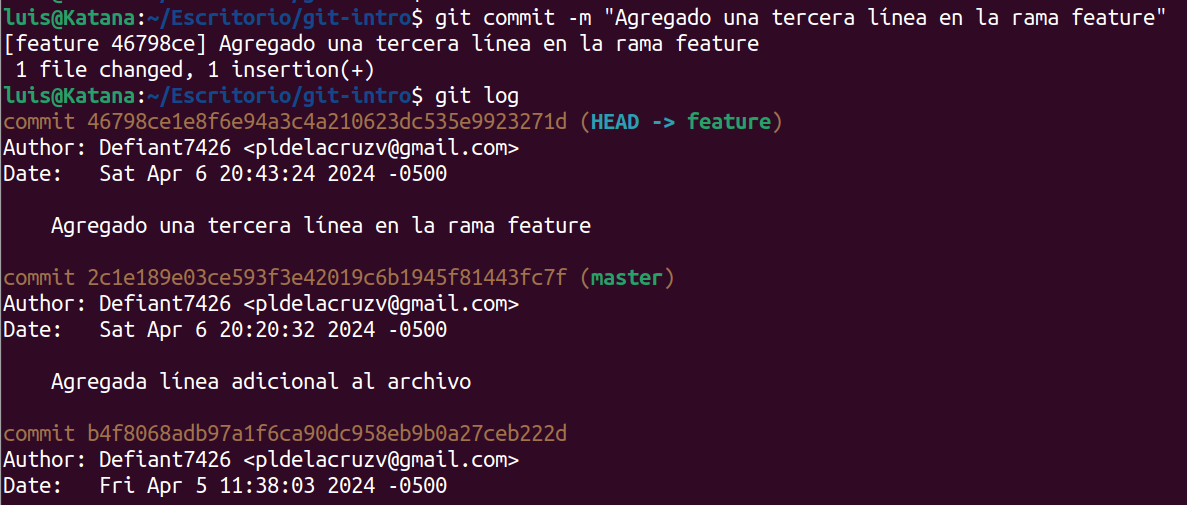 luis@Katana:~/Escritorio/git-intro$ git commit -m "Agregado una tercera línea en la rama feature"
[feature 46798ce] Agregado una tercera línea en la rama feature
 1 file changed, 1 insertion(+)
luis@Katana:~/Escritorio/git-intro$ git log
commit 46798ce1e8f6e94a3c4a210623dc535e9923271d (HEAD -> feature)
Author: Defiant7426 <pldelacruzv@gmail.com>
Date:   Sat Apr 6 20:43:24 2024 -0500

    Agregado una tercera línea en la rama feature

commit 2c1e189e03ce593f3e42019c6b1945f81443fc7f (master)
Author: Defiant7426 <pldelacruzv@gmail.com>
Date:   Sat Apr 6 20:20:32 2024 -0500

    Agregada línea adicional al archivo

commit b4f8068adb97a1f6ca90dc958eb9b0a27ceb222d
Author: Defiant7426 <pldelacruzv@gmail.com>
Date:   Fri Apr 5 11:38:03 2024 -0500